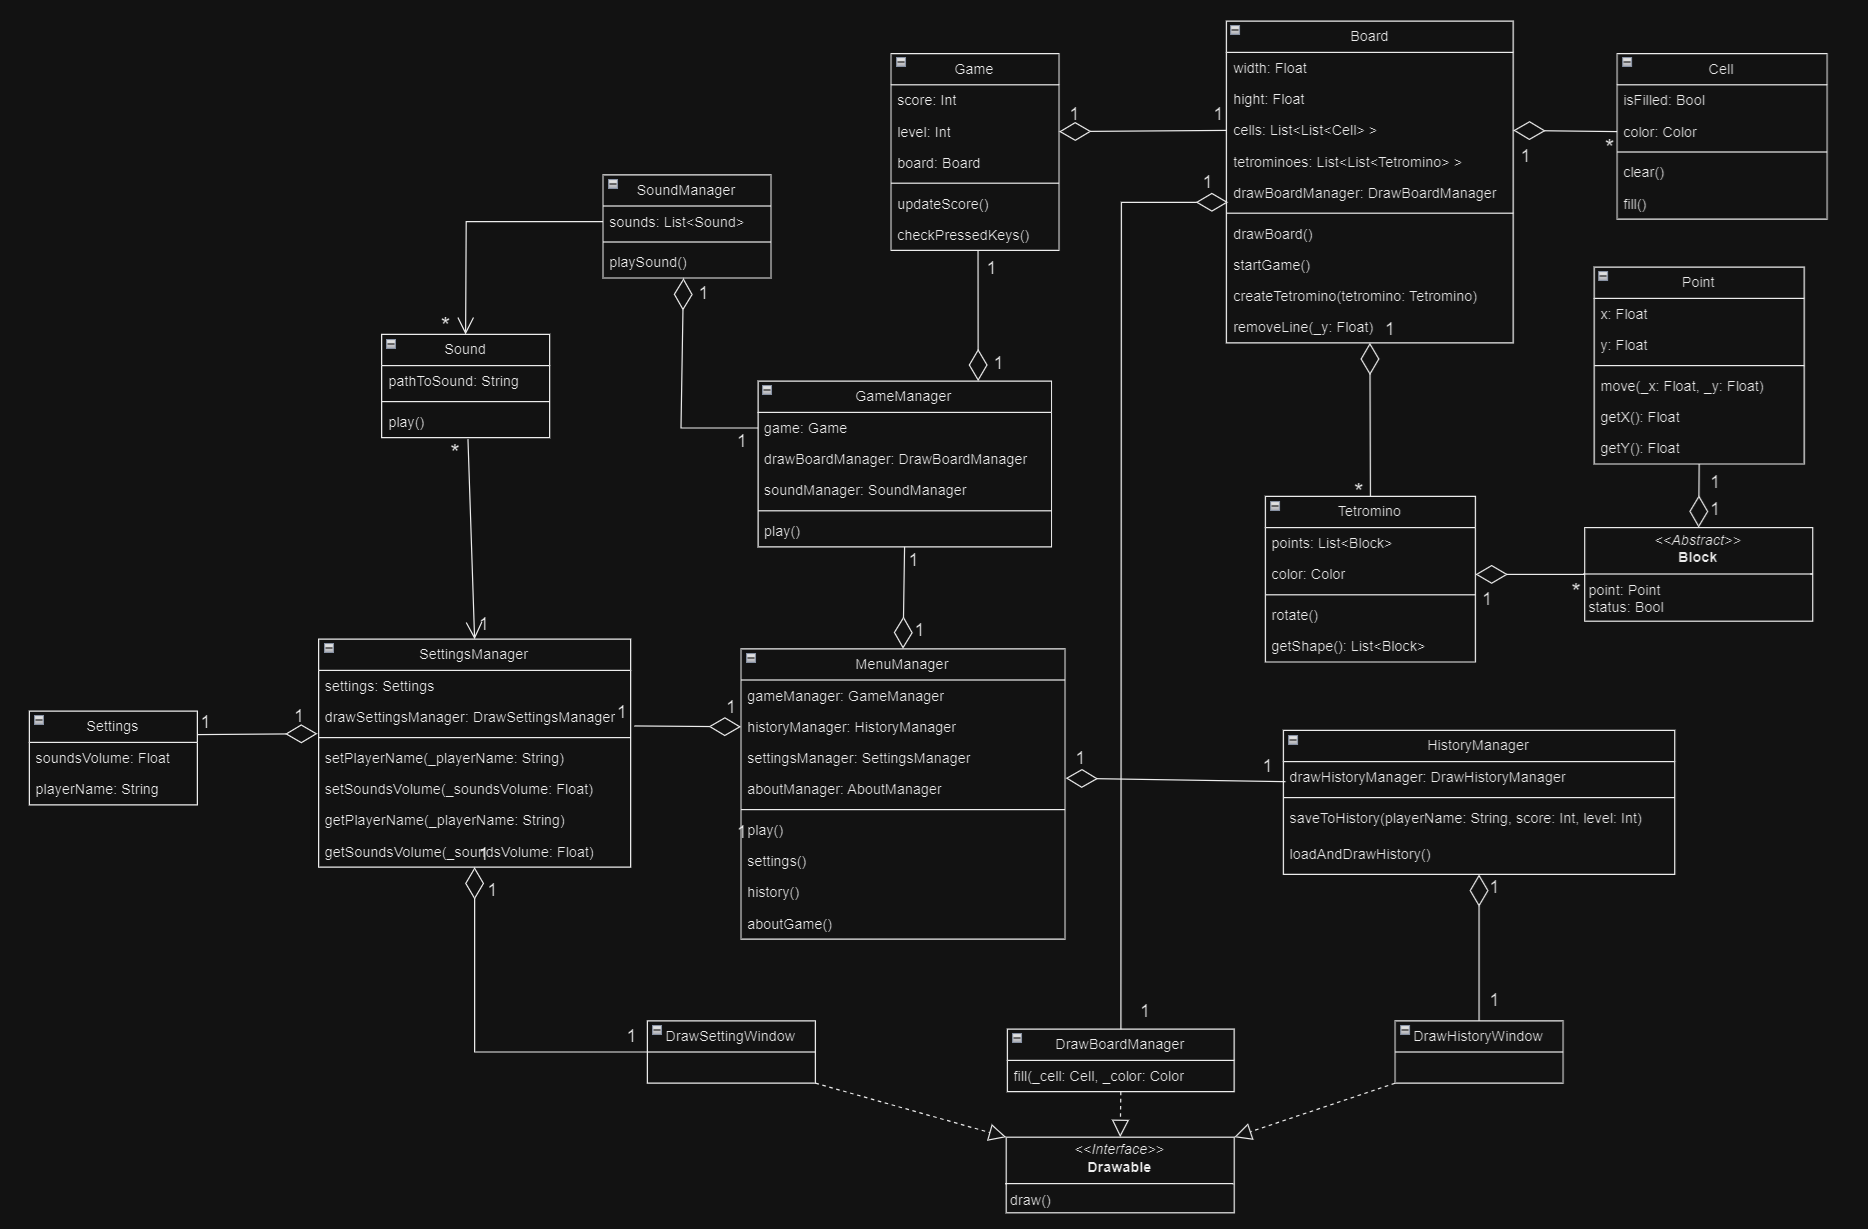 Board
width: Float
hight: Float
cells: List<List<Cell> >
tetrominoes: List<List<Tetromino> >
drawBoardManager: DrawBoardManager
drawBoard()
startGame()
createTetromino(tetromino: Tetromino)
removeLine(_y: Float)
1
Game
score: Int
level: Int
board: Board
updateScore()
checkPressedKeys()
1
1
1
1
1
1
*
Cell
isFilled: Bool
color: Color
clear()
fill()
SoundManager
sounds: List<Sound>
playSound()
1
*
Sound
pathToSound: String
play()
*
1
1
GameManager
game: Game
drawBoardManager: DrawBoardManager
soundManager: SoundManager
play()
1
1
Point
x: Float
y: Float
move(_x: Float, _y: Float)
getX(): Float
getY(): Float
1
1
*
Tetromino
points: List<Block>
color: Color
rotate()
getShape(): List<Block>
1
*
<<Abstract>>
Block
point: Point
status: Bool
SettingsManager
settings: Settings
drawSettingsManager: DrawSettingsManager
1
setPlayerName(_playerName: String)
setSoundsVolume(_soundsVolume: Float)
getPlayerName(_playerName: String)
getSoundsVolume(_soundsVolume: Float)
1
1
Settings
soundsVolume: Float
playerName: String
1
1
MenuManager
gameManager: GameManager
historyManager: HistoryManager
settingsManager: SettingsManager
aboutManager: AboutManager
1
play()
settings()
history()
aboutGame()
1
1
1
HistoryManager
drawHistoryManager: DrawHistoryManager
saveToHistory(playerName: String, score: Int, level: Int)
loadAndDrawHistory()
1
1
1
1
DrawSettingWindow
DrawBoardManager
fill(_cell: Cell, _color: Color
DrawHistoryWindow
<<Interface>>
Drawable
draw()